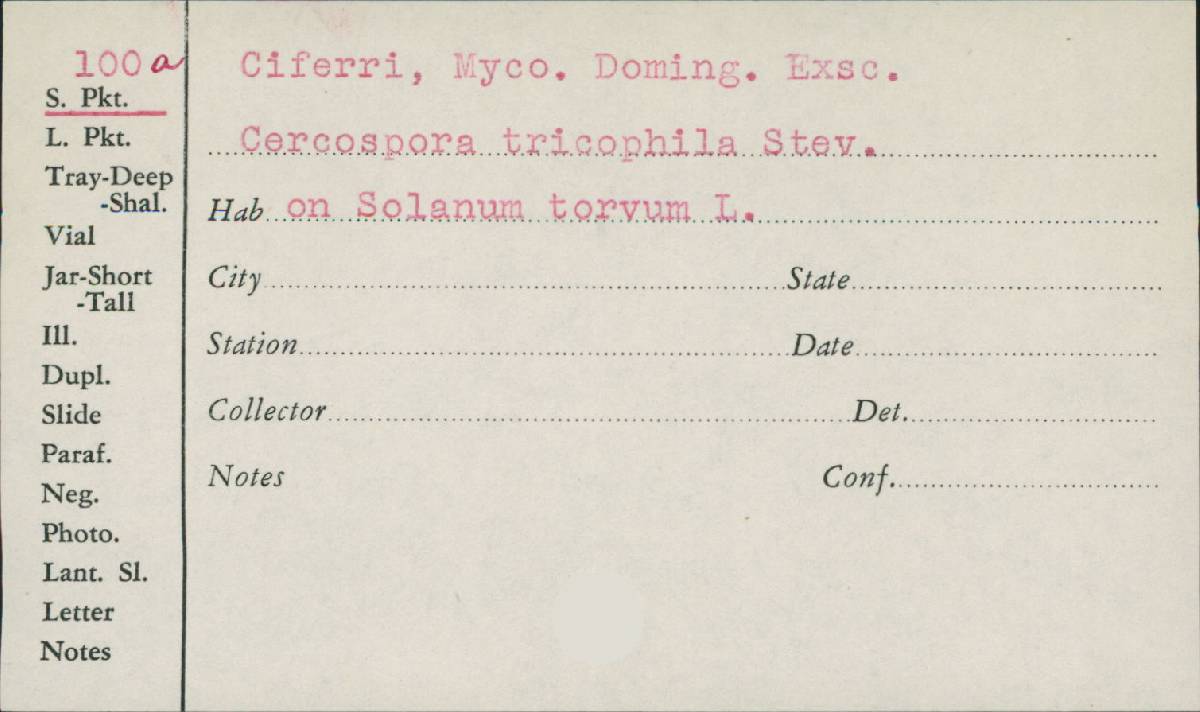 100 a
S. Pkt.
L. Pkt.
Tray-Deep
-Shal.
Vial
Jar-Short
-Tall
Ill.
Dupl.
Slide
Paraf.
Neg.
Photo.
Lant. Sl.
Letter
Notes
Ciferri, Myco. Doming. Exsc.
Cercospora tricophila Stev.
Hab on Solanum torvum L.
City State
Station Date
Collector Det.
Notes Conf.